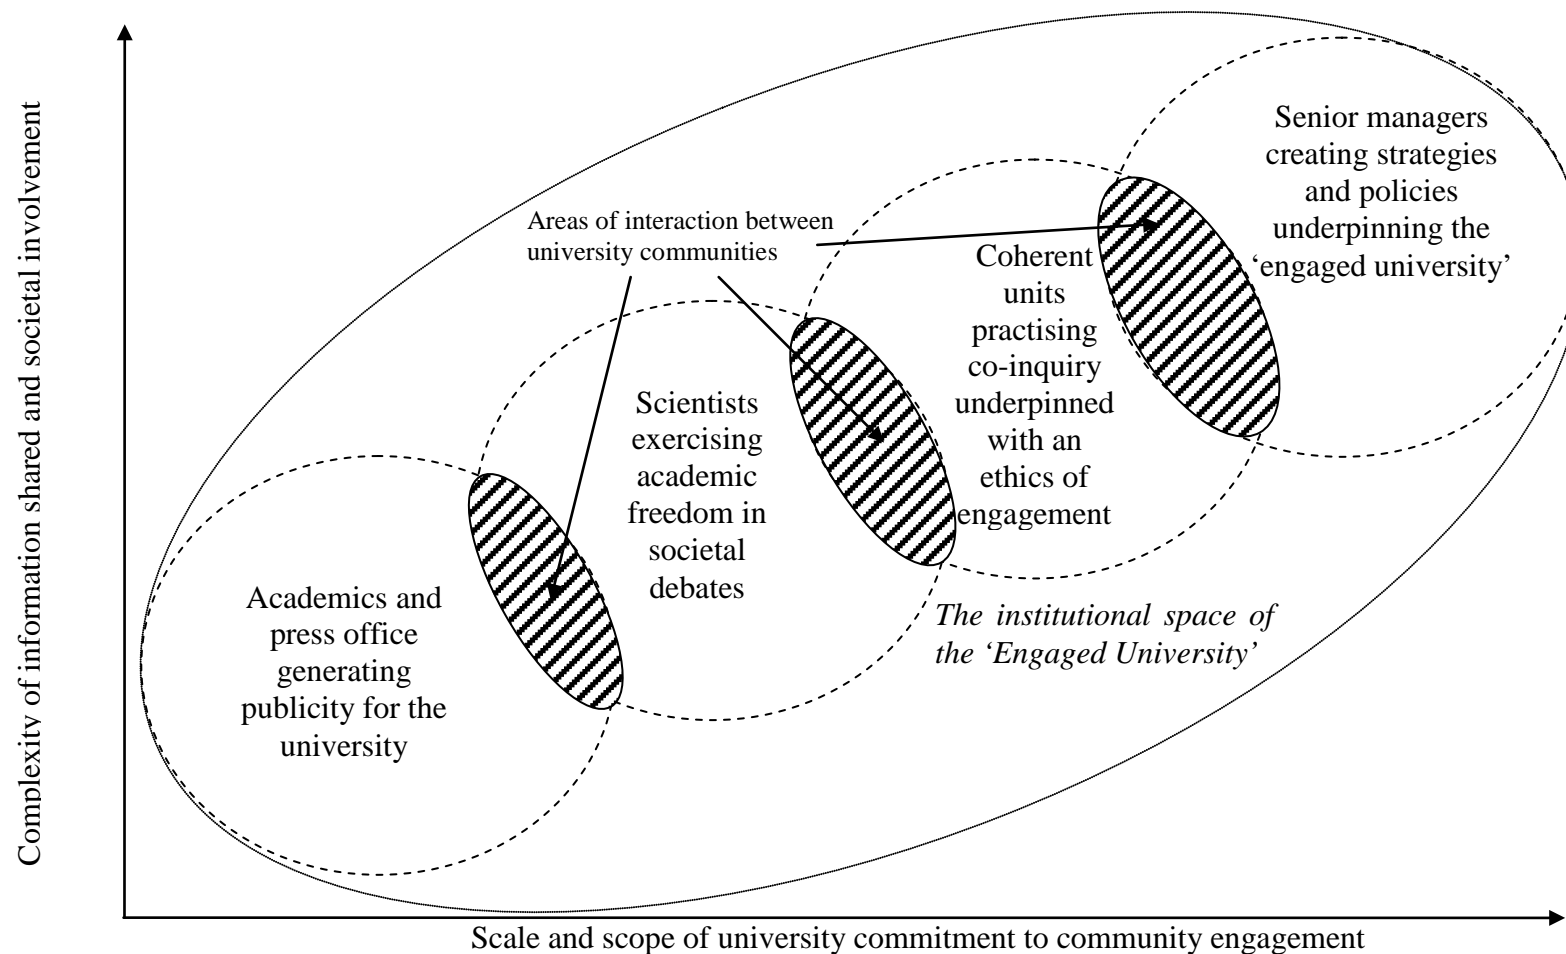 Complexity of information shared and societal involvement
Senior managers
creating strategies
and policies
underpinning the
‘engaged university’
Areas of interaction between
university communities
Coherent
units
practising
co-inquiry
underpinned
with an
ethics of
engagement
Scientists
exercising
academic
freedom in
societal
debates
Academics and
press office
generating
publicity for the
university
The institutional space of
the ‘Engaged University’
Scale and scope of university commitment to community engagement